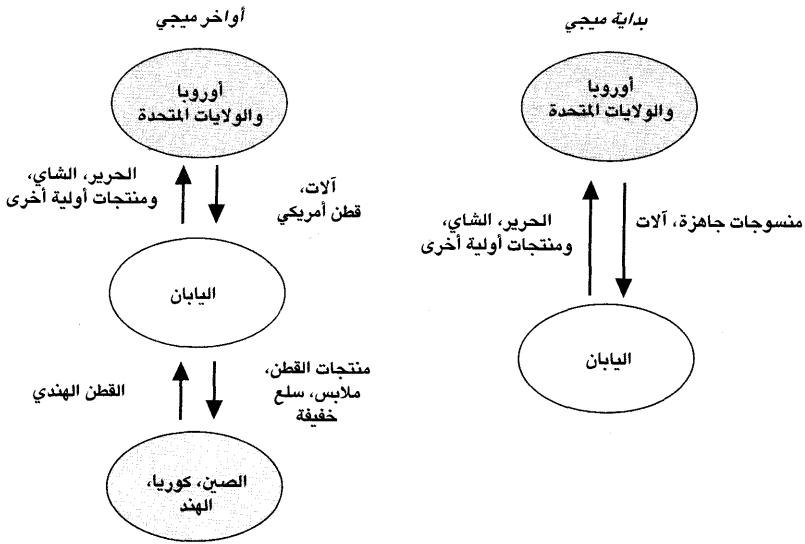 بداية ميجي
أوروبا
والولايات المتحدة
منسوجات جاهزة، آلات
الحرير، الشاي،
ومنتجات أولية أخرى
اليابان
أواخر ميجي
أوروبا
والولايات المتحدة
آلات،
قطن أمريكي
الحرير، الشاي،
ومنتجات أولية أخرى
اليابان
منتجات القطن،
ملابس، سلع
خفيفة
القطن الهندي
الصين، كوريا،
الهند